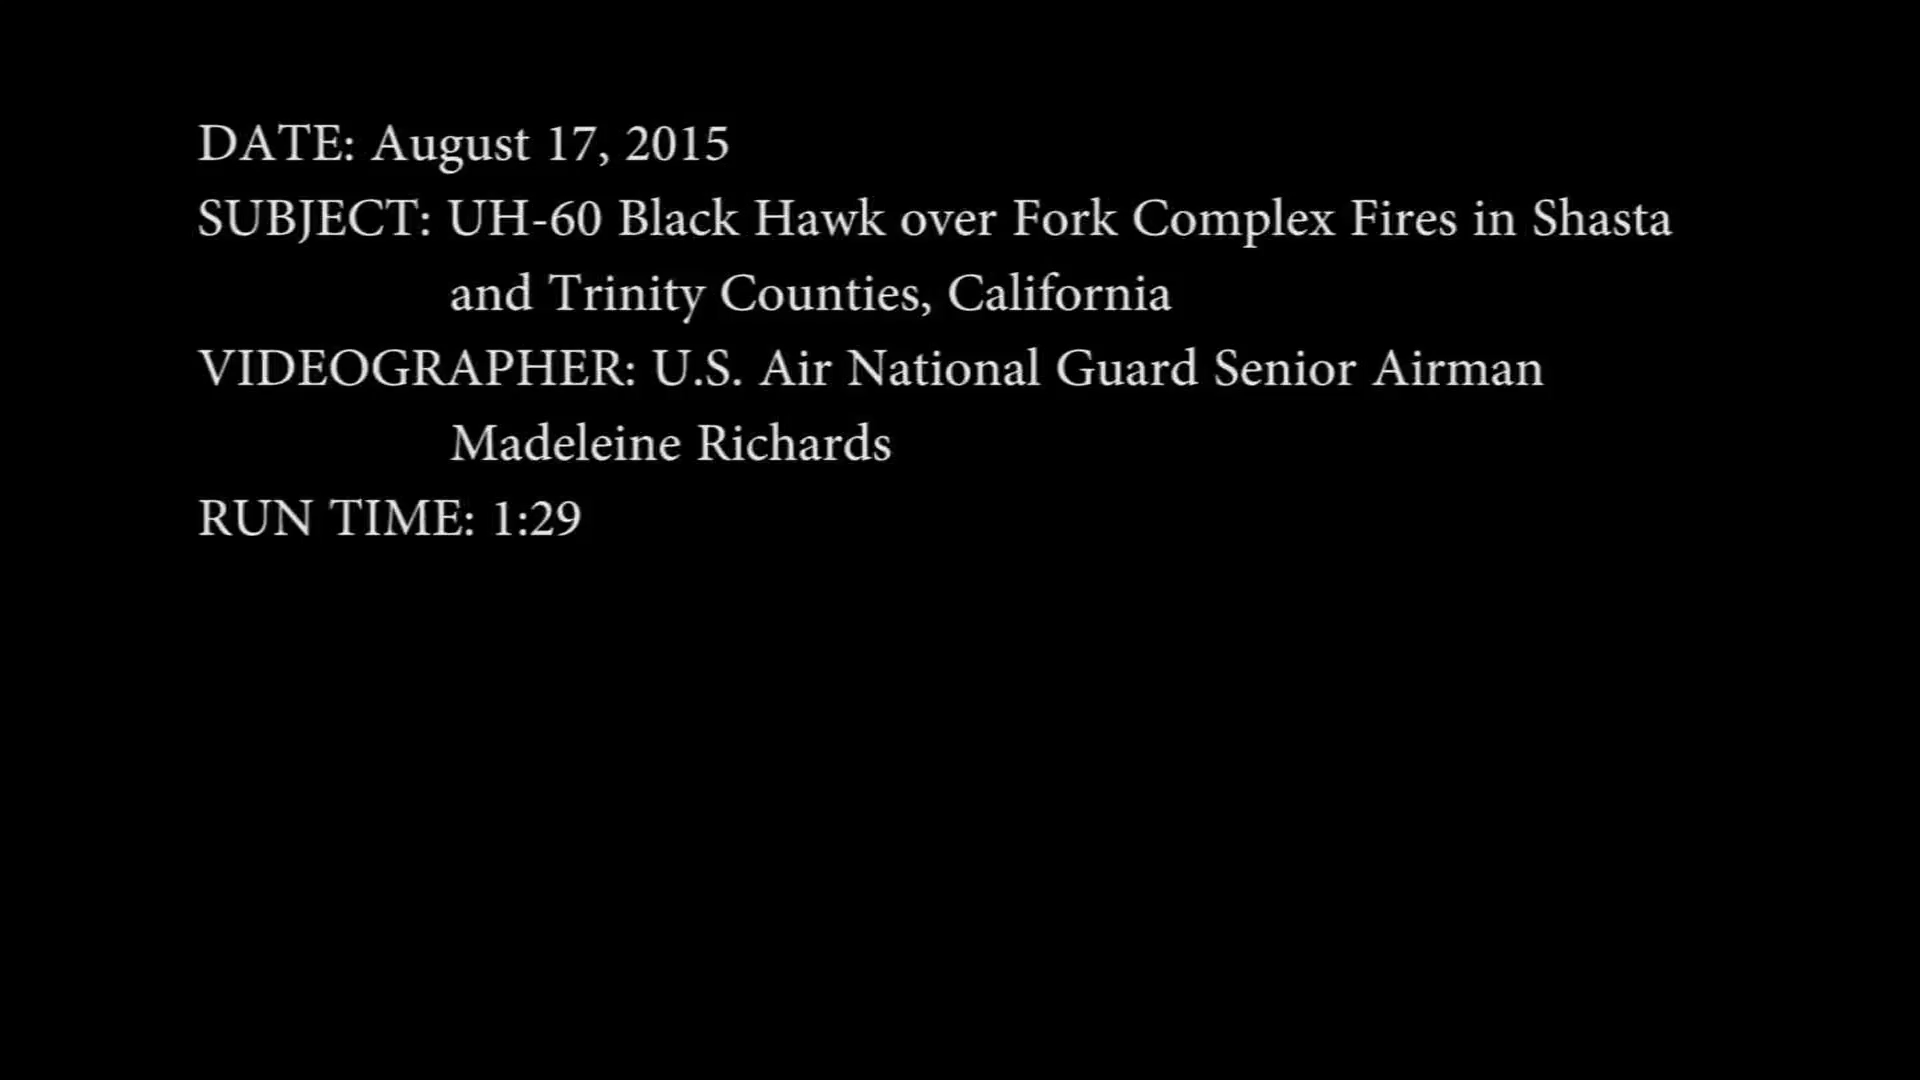 DATE: August 17, 2015
SUBJECT: UH-60 Black Hawk over Fork Complex Fires in Shasta
and Trinity Counties, California
VIDEOGRAPHER: U.S. Air National Guard Senior Airman
Madeleine Richards
RUN TIME: 1:29